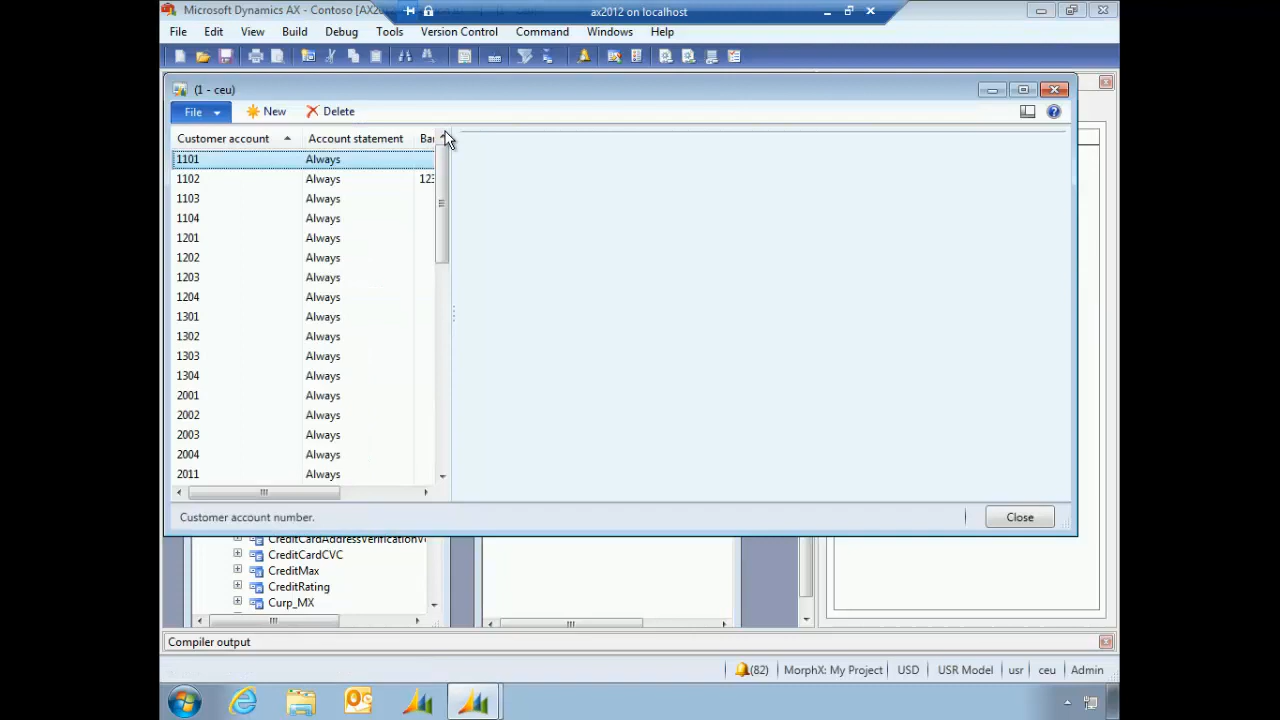 Microsoft Dynamics AX - Contoso [AX20
ax2012 on localhost
File Edit View Build Debug Tools Version Control Command Windows Help
(1 - ceu)
File New Delete
Customer account Account statement Ba
1101 Always
1102 Always 123
1103 Always
1104 Always
1201 Always
1202 Always
1203 Always
1204 Always
1301 Always
1302 Always
1303 Always
1304 Always
2001 Always
2002 Always
2003 Always
2004 Always
2011 Always
Customer account number.
Close
CreditCardAddressVerification
CreditCardCVC
CreditMax
CreditRating
Curp_MX
Compiler output
(82) MorphX: My Project USD USR Model usr ceu Admin